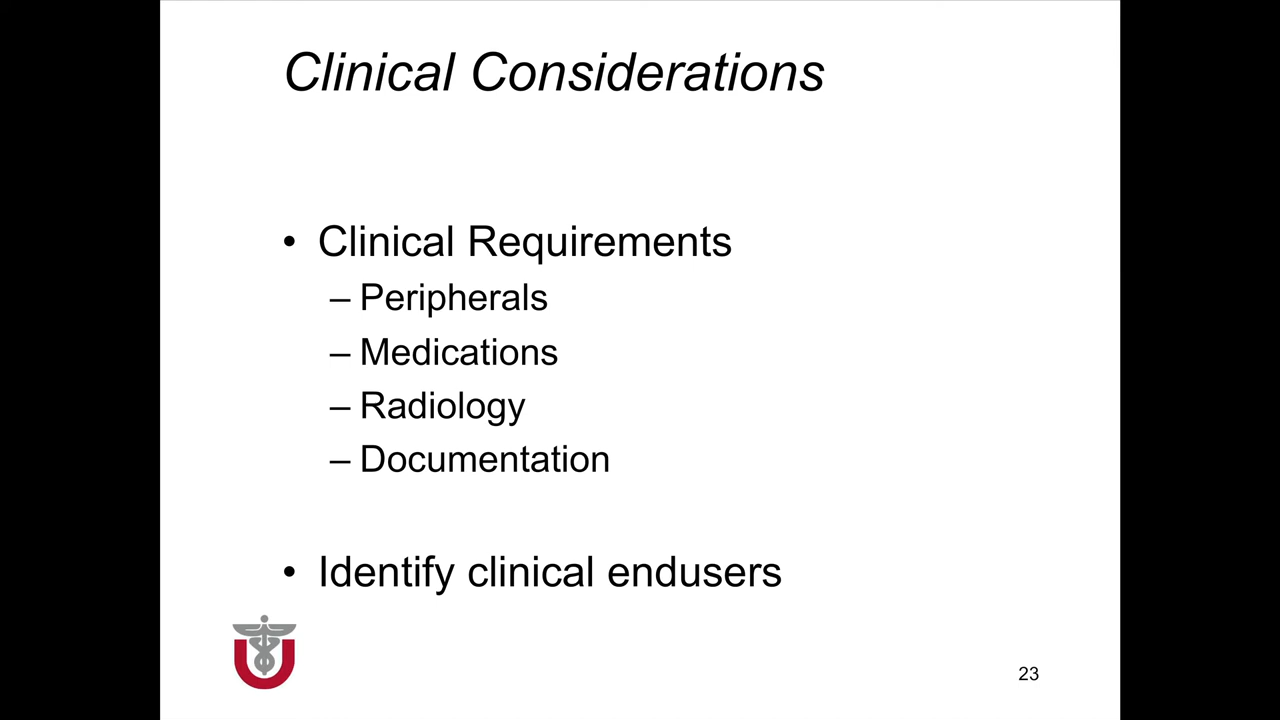 Clinical Considerations
• Clinical Requirements
– Peripherals
– Medications
– Radiology
– Documentation
• Identify clinical endusers
23